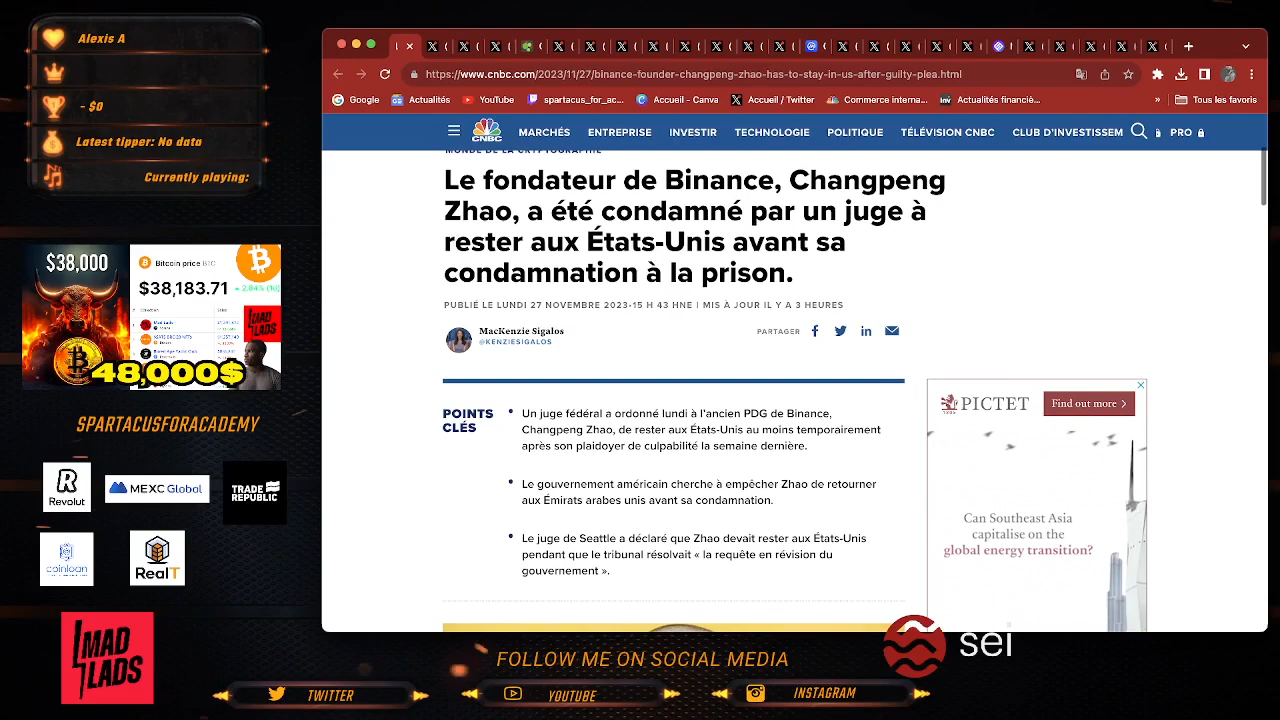 Alexis A
- $0
Latest tipper: No data
Currently playing:
$38,000
Bitcoin price BTC
$38,183.71
MAD LADS
48,000$
SPARTACUSFORACADEMY
Revolut
MEXC Global
TRADE REPUBLIC
coinloan
RealT
MAD LADS
https://www.cnbc.com/2023/11/27/binance-founder-changpeng-zhao-has-to-stay-in-us-after-guilty-plea.html
Google
Actualités
YouTube
spartacus_for_ac...
Accueil - Canva
Accueil / Twitter
Commerce interna...
Actualités financiè...
»
Tous les favoris
CNBC
MARCHÉS
ENTREPRISE
INVESTIR
TECHNOLOGIE
POLITIQUE
TÉLÉVISION CNBC
CLUB D'INVESTISSEM
PRO
MONDE DE LA CRYPTOGRAPHIE
Le fondateur de Binance, Changpeng
Zhao, a été condamné par un juge à
rester aux États-Unis avant sa
condamnation à la prison.
PUBLIÉ LE LUNDI 27 NOVEMBRE 2023-15 H 43 HNE | MIS À JOUR IL Y A 3 HEURES
MacKenzie Sigalos
@KENZIESIGALOS
PARTAGER
POINTS
CLÉS
• Un juge fédéral a ordonné lundi à l'ancien PDG de Binance,
Changpeng Zhao, de rester aux États-Unis au moins temporairement
après son plaidoyer de culpabilité la semaine dernière.
• Le gouvernement américain cherche à empêcher Zhao de retourner
aux Émirats arabes unis avant sa condamnation.
• Le juge de Seattle a déclaré que Zhao devait rester aux États-Unis
pendant que le tribunal résolvait « la requête en révision du
gouvernement ».
PICTET
Find out more >
Can Southeast Asia
capitalise on the
global energy transition?
sei
FOLLOW ME ON SOCIAL MEDIA
TWITTER
YOUTUBE
INSTAGRAM